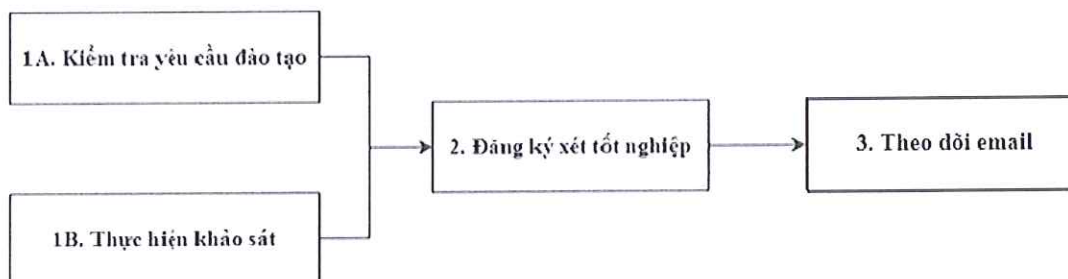 1A. Kiểm tra yêu cầu đào tạo
2. Đăng ký xét tốt nghiệp
3. Theo dõi email
1B. Thực hiện khảo sát